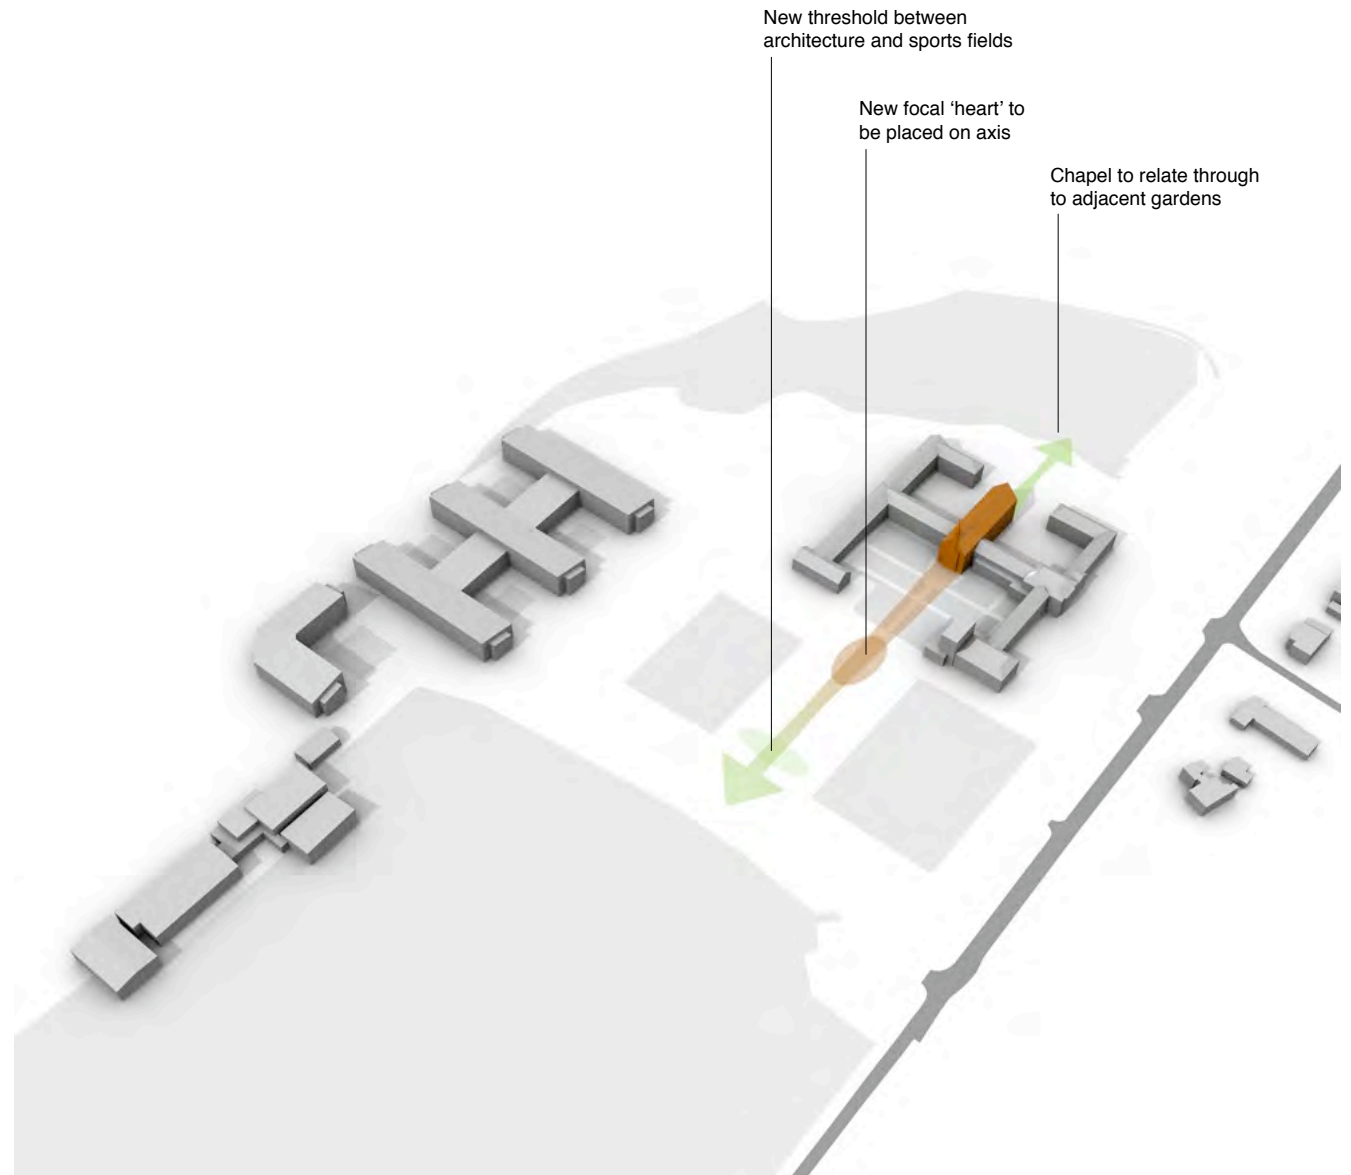 New threshold between
architecture and sports fields
New focal ‘heart’ to
be placed on axis
Chapel to relate through
to adjacent gardens